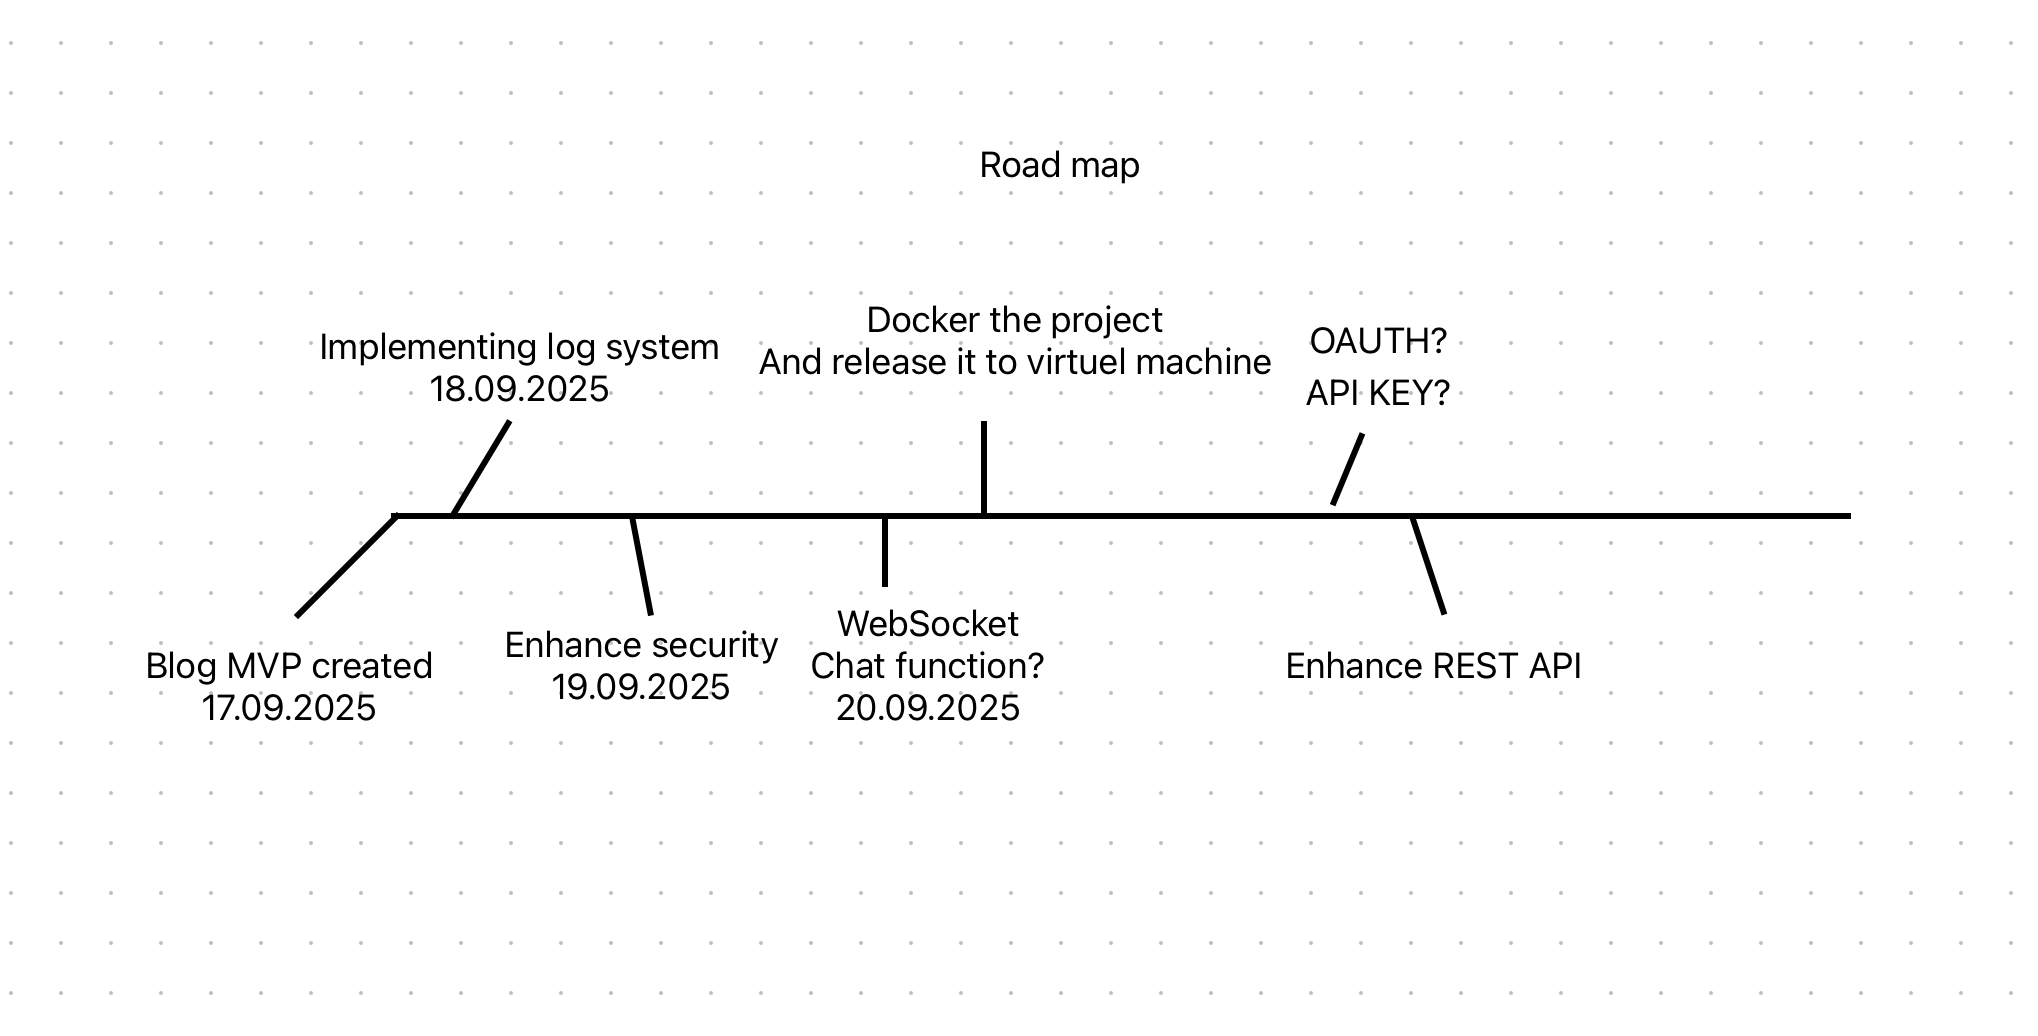 Road map
Implementing log system
18.09.2025
Docker the project
And release it to virtuel machine
OAUTH?
API KEY?
Blog MVP created
17.09.2025
Enhance security
19.09.2025
WebSocket
Chat function?
20.09.2025
Enhance REST API